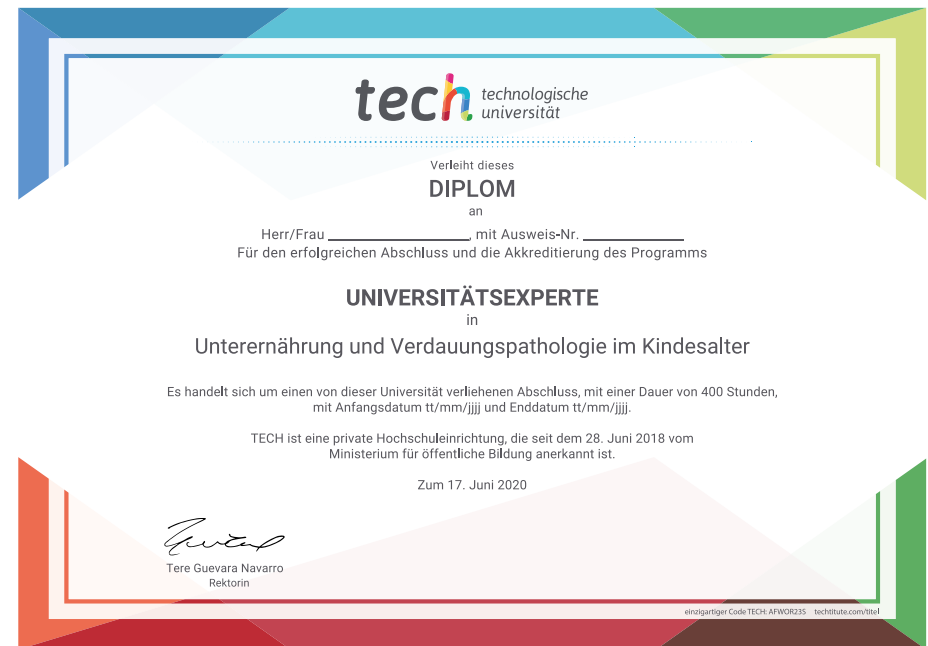 tech technologische
universität
Verleiht dieses
DIPLOM
an
Herr/Frau ____________________, mit Ausweis-Nr. ______________
Für den erfolgreichen Abschluss und die Akkreditierung des Programms
UNIVERSITÄTSEXPERTE
in
Unterernährung und Verdauungspathologie im Kindesalter
Es handelt sich um einen von dieser Universität verliehenen Abschluss, mit einer Dauer von 400 Stunden,
mit Anfangsdatum tt/mm/jjjj und Enddatum tt/mm/jjjj.
TECH ist eine private Hochschuleinrichtung, die seit dem 28. Juni 2018 vom
Ministerium für öffentliche Bildung anerkannt ist.
Zum 17. Juni 2020
Tere Guevara Navarro
Rektorin
einzigartiger Code TECH: AFWOR23S techtitute.com/titel